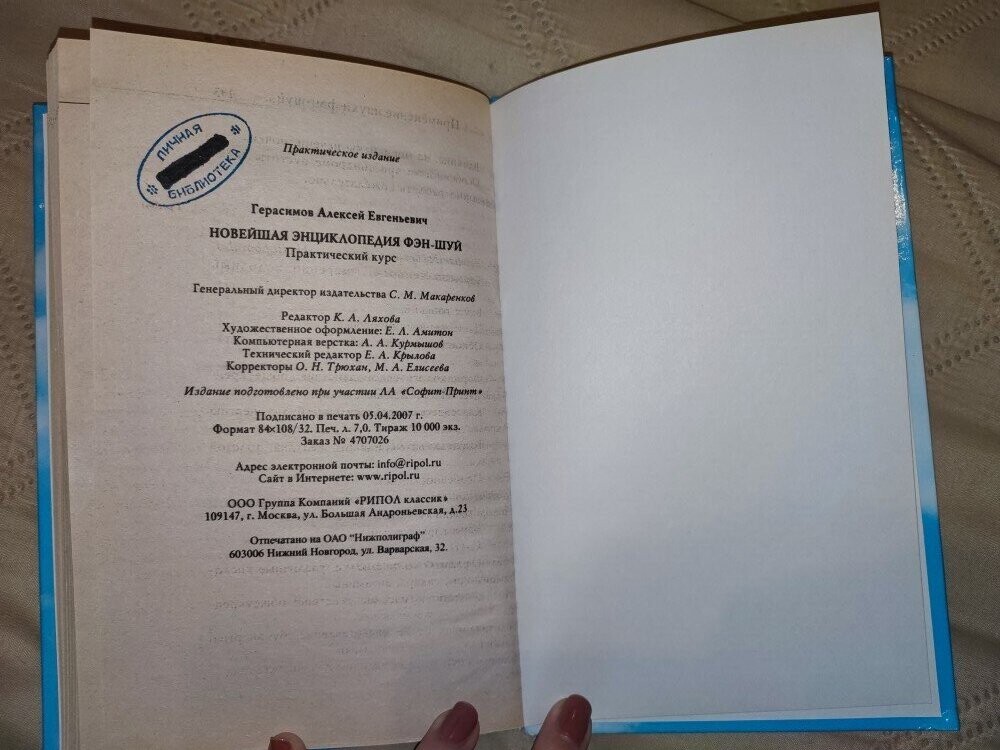 ЛИЧНАЯ
БИБЛИОТЕКА
Практическое издание
Герасимов Алексей Евгеньевич
НОВЕЙШАЯ ЭНЦИКЛОПЕДИЯ ФЭН-ШУЙ
Практический курс
Генеральный директор издательства С. М. Макаренков
Редактор К. А. Ляхова
Художественное оформление: Е. Л. Амитон
Компьютерная верстка: А. А. Курмышов
Технический редактор Е. А. Крылова
Корректоры О. Н. Трюхан, М. А. Елисеева
Издание подготовлено при участии ЛА «Софит-Принт»
Подписано в печать 05.04.2007 г.
Формат 84×108/32. Печ. л. 7,0. Тираж 10 000 экз.
Заказ № 4707026
Адрес электронной почты: info@ripol.ru
Сайт в Интернете: www.ripol.ru
ООО Группа Компаний «РИПОЛ классик»
109147, г. Москва, ул. Большая Андроньевская, д.23
Отпечатано на ОАО "Нижполиграф"
603006 Нижний Новгород, ул. Варварская, 32.